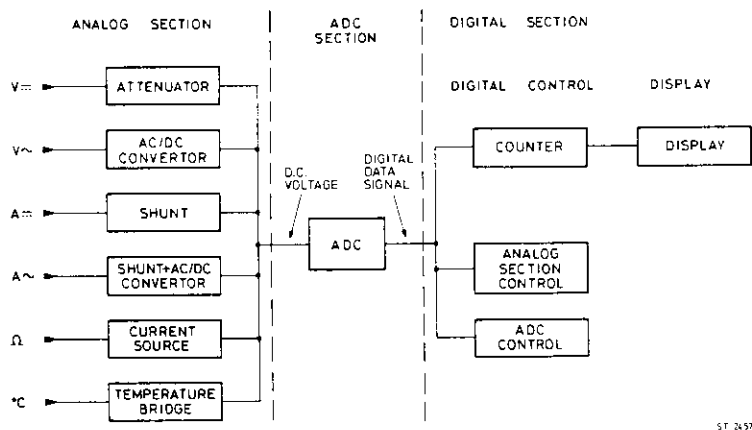 ANALOG SECTION
ADC
SECTION
DIGITAL SECTION
DIGITAL CONTROL
DISPLAY
V⎓
ATTENUATOR
V~
AC/DC
CONVERTOR
A⎓
SHUNT
A~
SHUNT+AC/DC
CONVERTOR
Ω
CURRENT
SOURCE
°C
TEMPERATURE
BRIDGE
D.C.
VOLTAGE
ADC
DIGITAL
DATA
SIGNAL
COUNTER
DISPLAY
ANALOG
SECTION
CONTROL
ADC
CONTROL
ST 2457